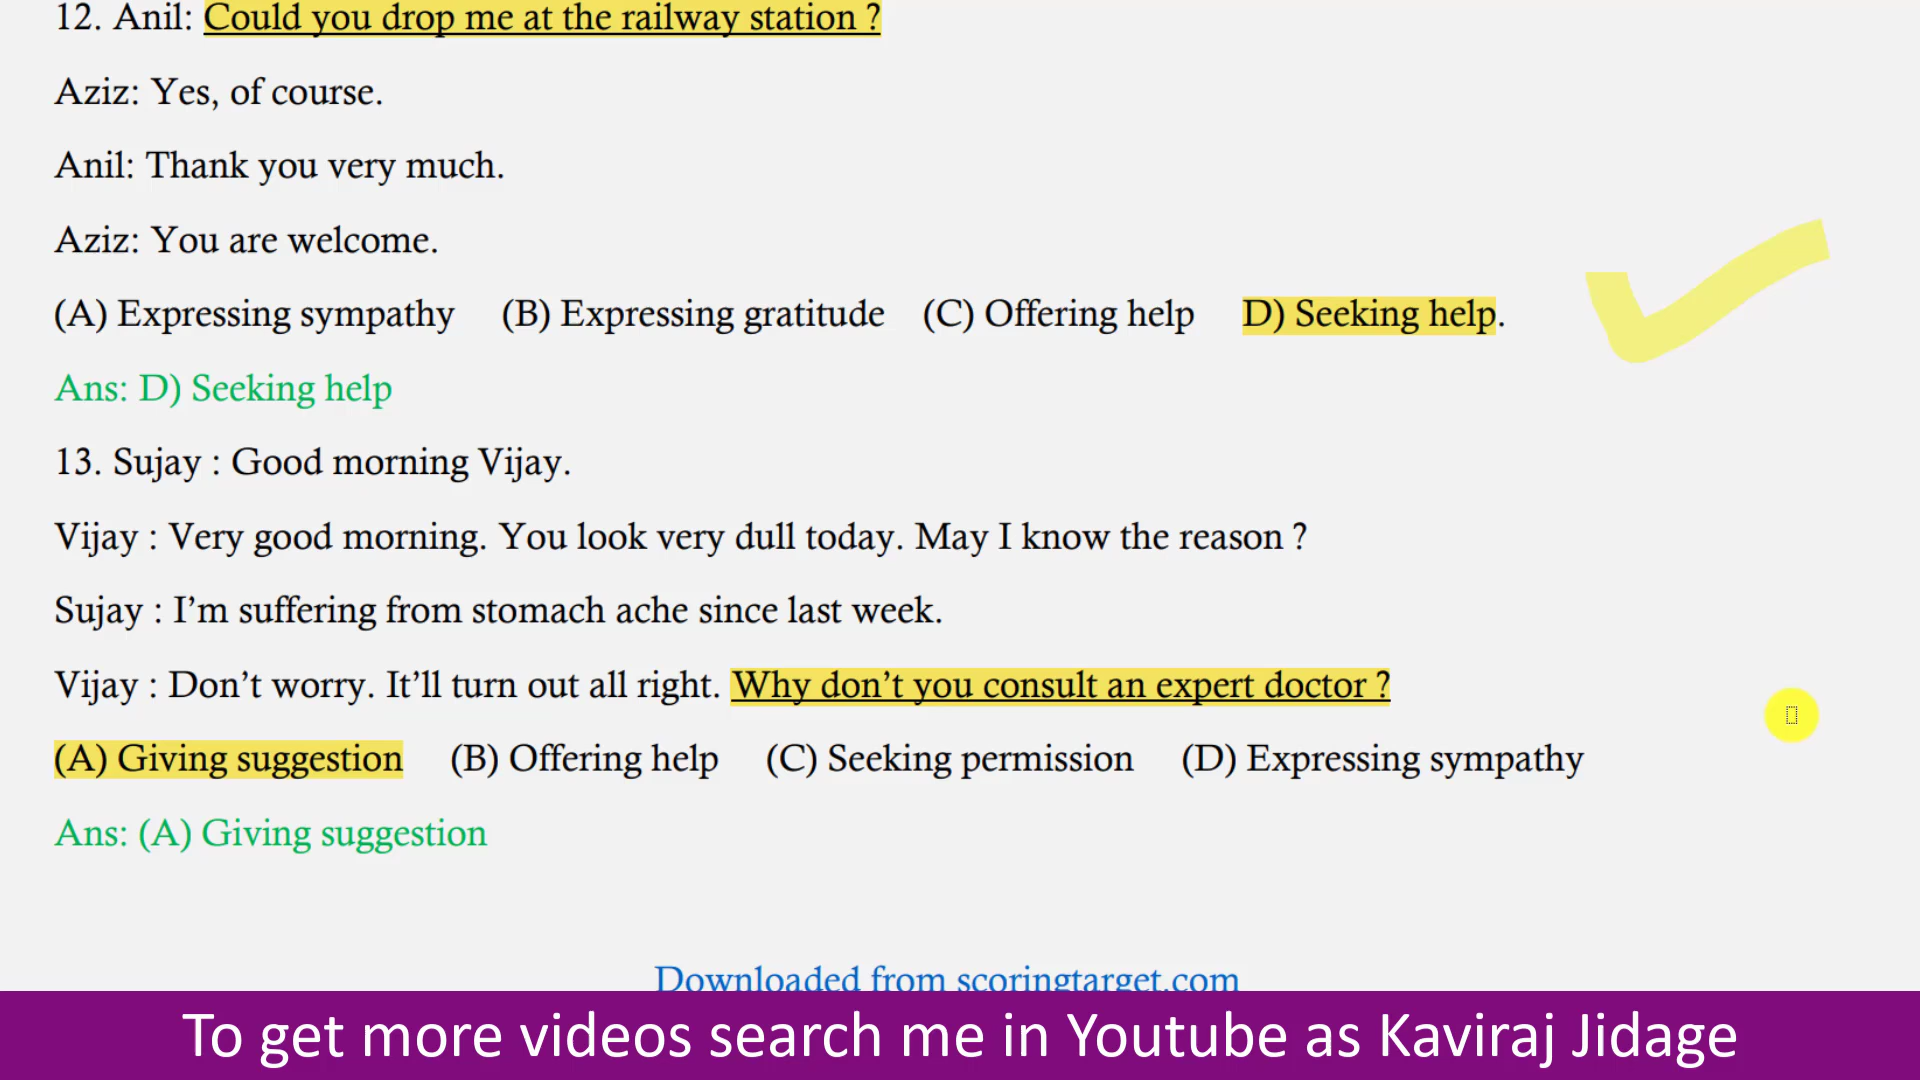 12. Anil: Could you drop me at the railway station ?
Aziz: Yes, of course.
Anil: Thank you very much.
Aziz: You are welcome.
(A) Expressing sympathy (B) Expressing gratitude (C) Offering help D) Seeking help.
Ans: D) Seeking help
13. Sujay : Good morning Vijay.
Vijay : Very good morning. You look very dull today. May I know the reason ?
Sujay : I’m suffering from stomach ache since last week.
Vijay : Don’t worry. It’ll turn out all right. Why don’t you consult an expert doctor ?
(A) Giving suggestion (B) Offering help (C) Seeking permission (D) Expressing sympathy
Ans: (A) Giving suggestion
Downloaded from scoringtarget.com
To get more videos search me in Youtube as Kaviraj Jidage